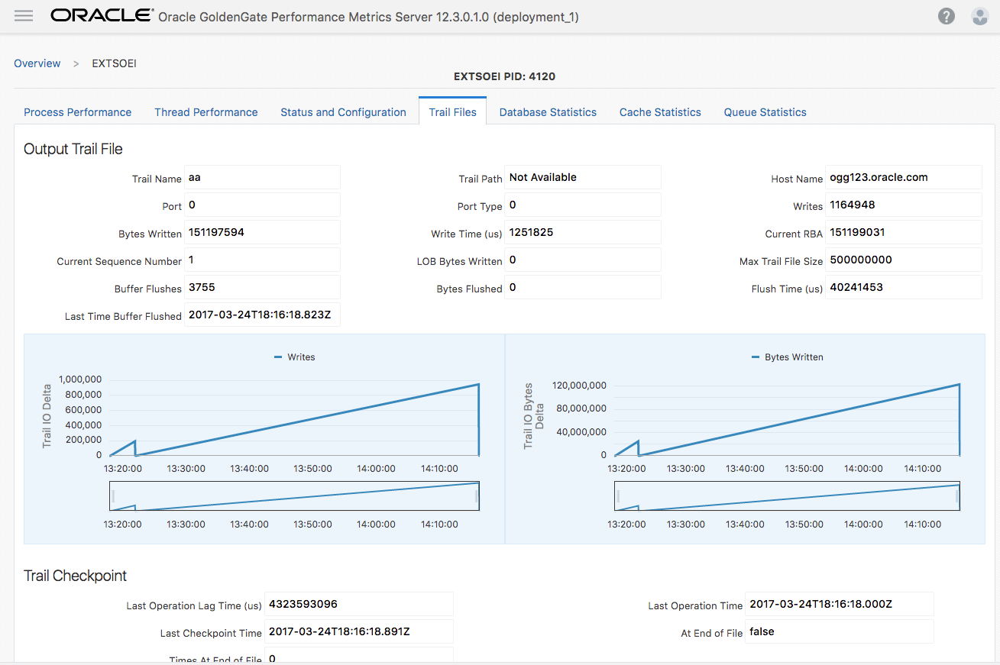 ORACLE® Oracle GoldenGate Performance Metrics Server 12.3.0.1.0 (deployment_1) ?
Overview > EXTSOEI
EXTSOEI PID: 4120
Process Performance Thread Performance Status and Configuration Trail Files Database Statistics Cache Statistics Queue Statistics
Output Trail File
Trail Name aa Trail Path Not Available Host Name ogg123.oracle.com
Port 0 Port Type 0 Writes 1164948
Bytes Written 151197594 Write Time (us) 1251825 Current RBA 151199031
Current Sequence Number 1 LOB Bytes Written 0 Max Trail File Size 500000000
Buffer Flushes 3755 Bytes Flushed 0 Flush Time (us) 40241453
Last Time Buffer Flushed 2017-03-24T18:16:18.823Z
Writes
Trail IO Delta
1,000,000
800,000
600,000
400,000
200,000
0
13:20:00 13:30:00 13:40:00 13:50:00 14:00:00 14:10:00
13:20:00 13:30:00 13:40:00 13:50:00 14:00:00 14:10:00
Bytes Written
Trail IO Bytes
Delta
120,000,000
80,000,000
40,000,000
0
13:20:00 13:30:00 13:40:00 13:50:00 14:00:00 14:10:00
13:20:00 13:30:00 13:40:00 13:50:00 14:00:00 14:10:00
Trail Checkpoint
Last Operation Lag Time (us) 4323593096 Last Operation Time 2017-03-24T18:16:18.000Z
Last Checkpoint Time 2017-03-24T18:16:18.891Z At End of File false
Times At End of File 0